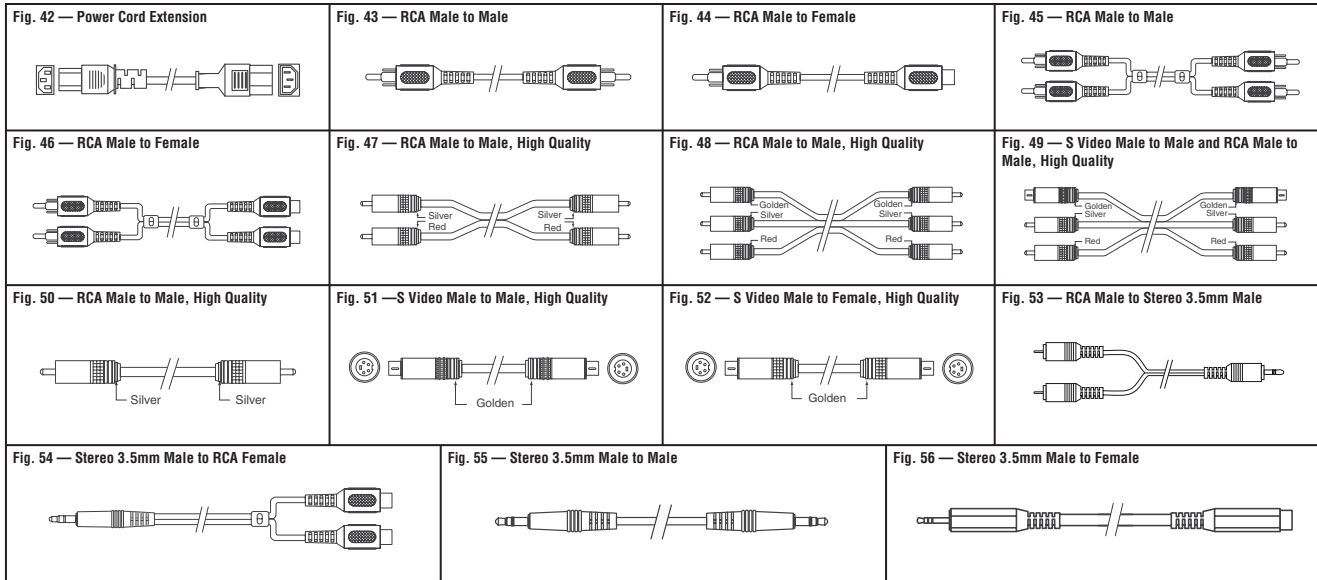 Fig. 42 — Power Cord Extension
Fig. 43 — RCA Male to Male
Fig. 44 — RCA Male to Female
Fig. 45 — RCA Male to Male
Fig. 46 — RCA Male to Female
Fig. 47 — RCA Male to Male, High Quality
Silver
Silver
Red
Red
Fig. 48 — RCA Male to Male, High Quality
Golden
Golden
Silver
Silver
Red
Red
Fig. 49 — S Video Male to Male and RCA Male to
Male, High Quality
Golden
Golden
Silver
Silver
Red
Red
Fig. 50 — RCA Male to Male, High Quality
Silver
Silver
Fig. 51 —S Video Male to Male, High Quality
Golden
Fig. 52 — S Video Male to Female, High Quality
Golden
Fig. 53 — RCA Male to Stereo 3.5mm Male
Fig. 54 — Stereo 3.5mm Male to RCA Female
Fig. 55 — Stereo 3.5mm Male to Male
Fig. 56 — Stereo 3.5mm Male to Female